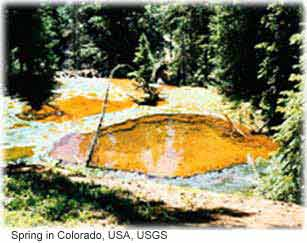 Spring in Colorado, USA, USGS